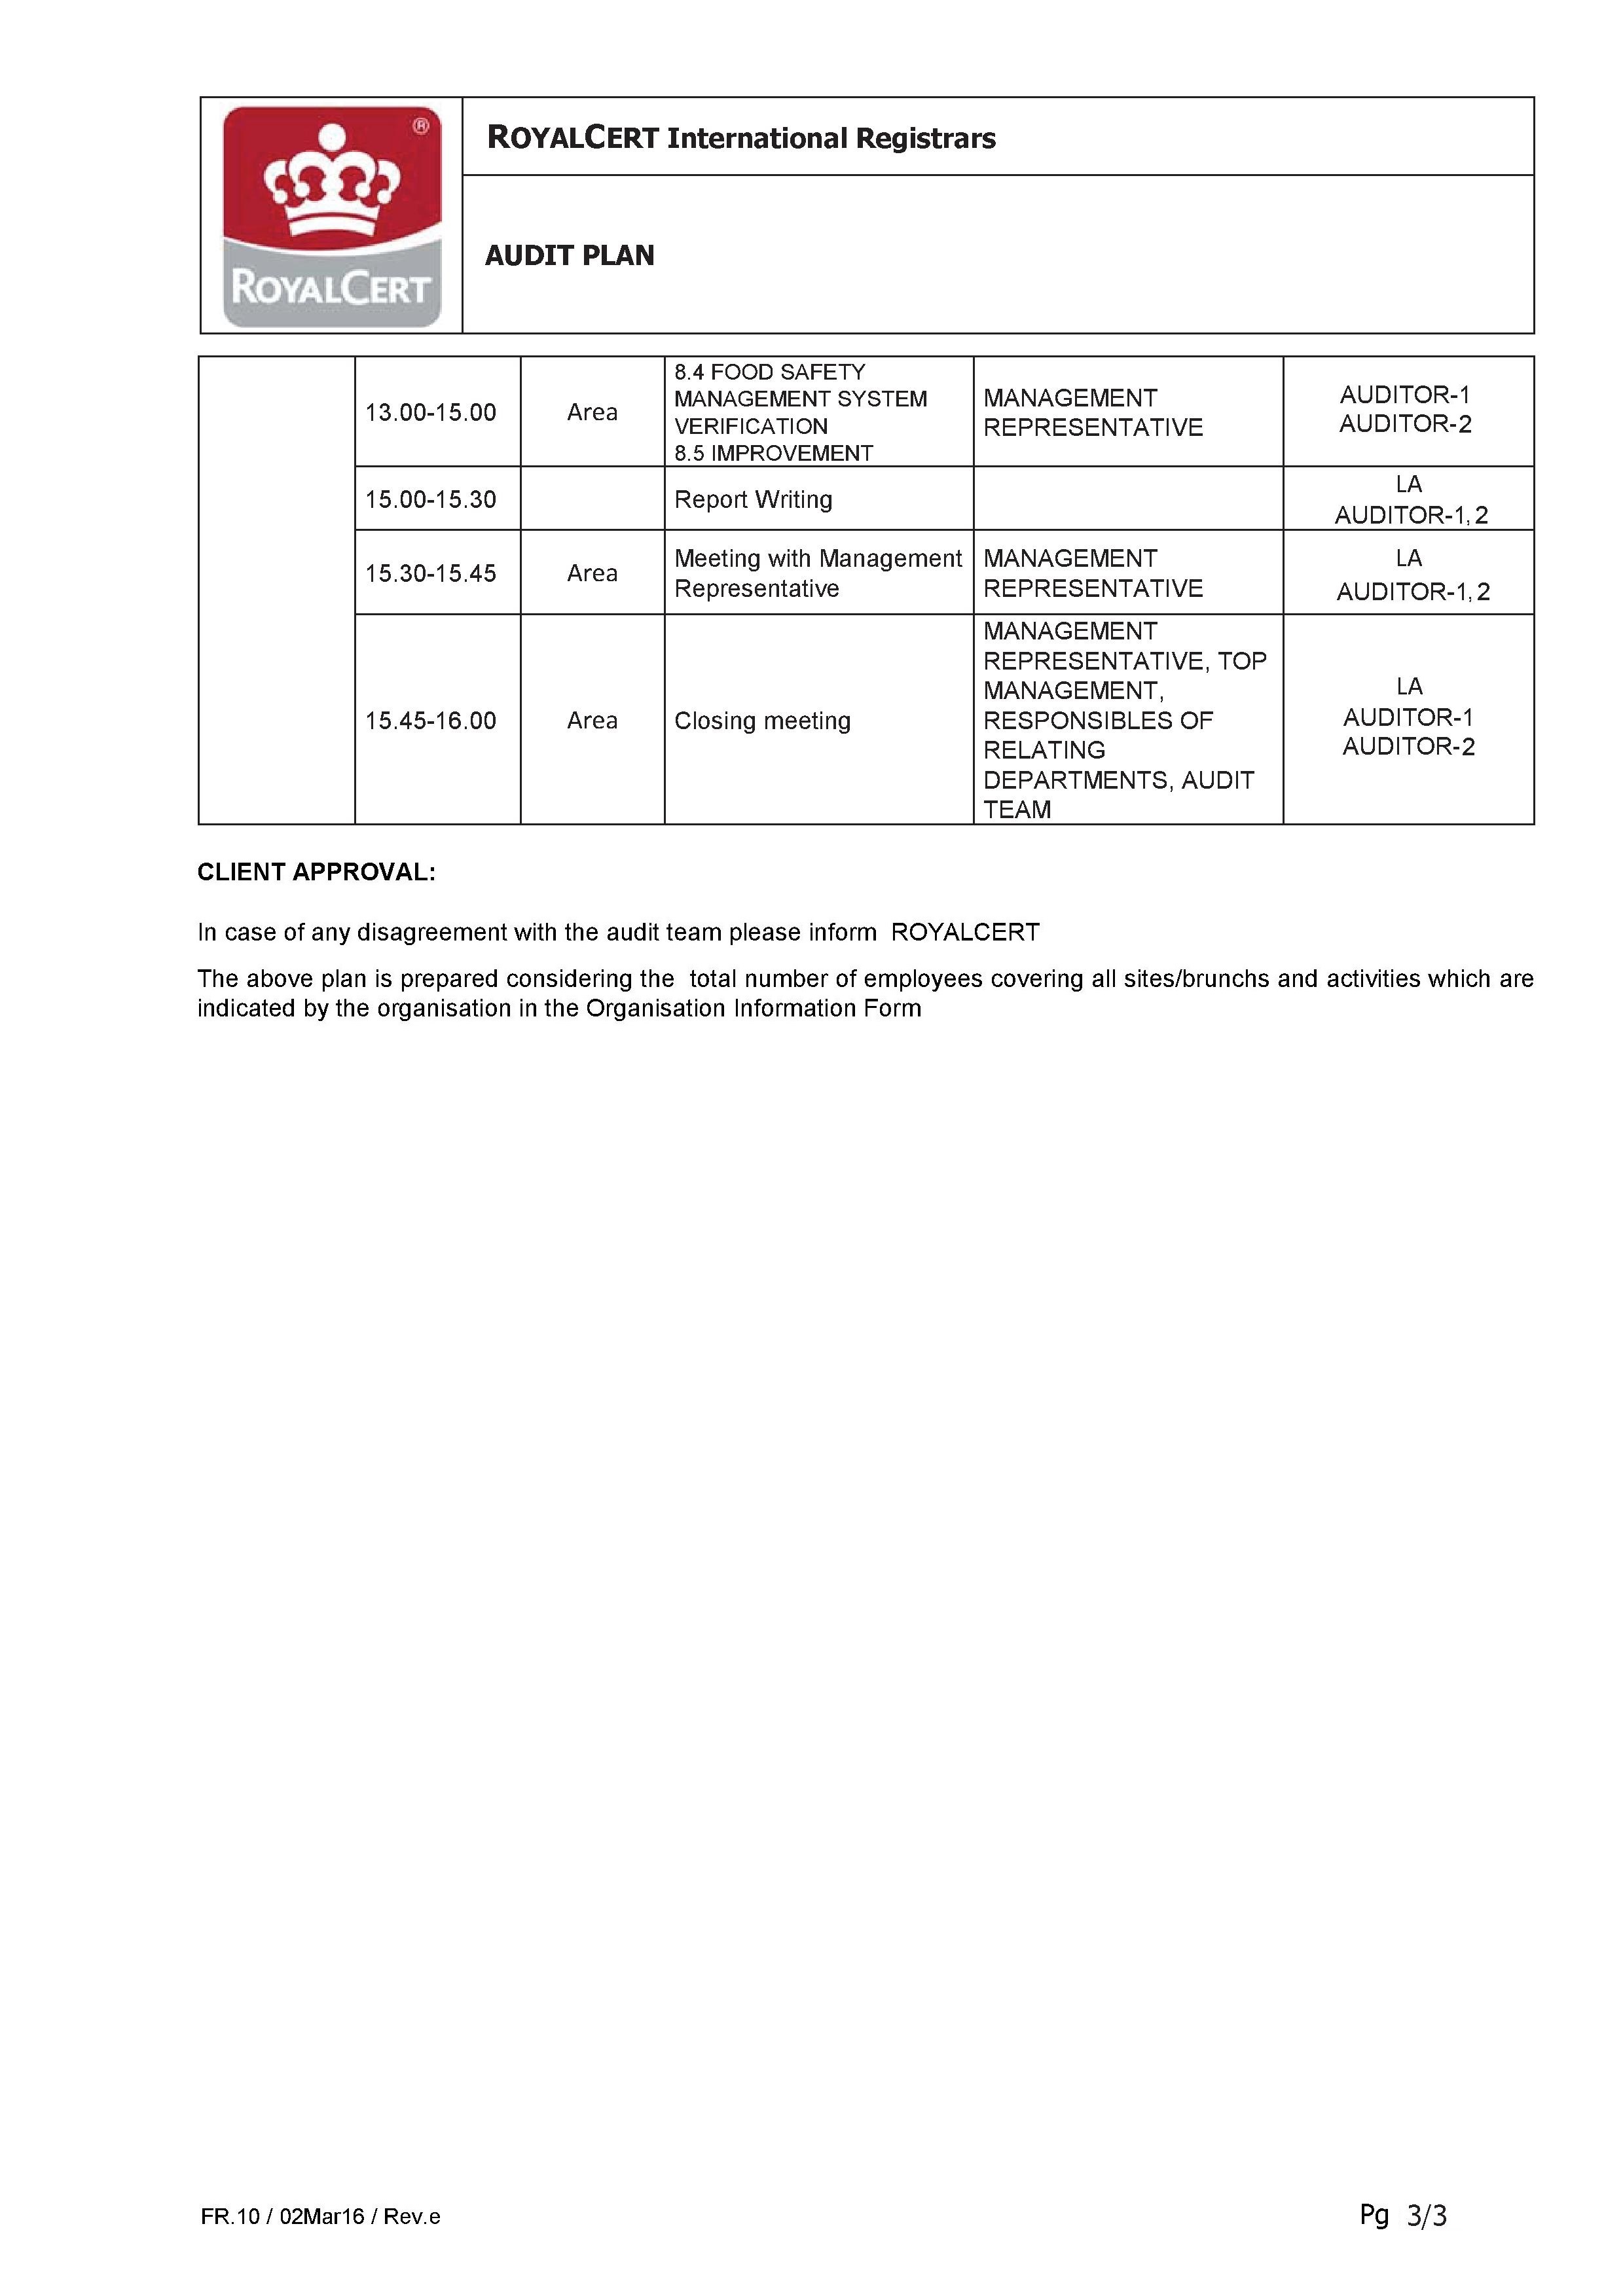 ®
ROYALCERT
ROYALCERT International Registrars
AUDIT PLAN
13.00-15.00
Area
8.4 FOOD SAFETY
MANAGEMENT SYSTEM
VERIFICATION
8.5 IMPROVEMENT
MANAGEMENT
REPRESENTATIVE
AUDITOR-1
AUDITOR-2
15.00-15.30
Report Writing
LA
AUDITOR-1,2
15.30-15.45
Area
Meeting with Management
Representative
MANAGEMENT
REPRESENTATIVE
LA
AUDITOR-1,2
15.45-16.00
Area
Closing meeting
MANAGEMENT
REPRESENTATIVE, TOP
MANAGEMENT,
RESPONSIBLES OF
RELATING
DEPARTMENTS, AUDIT
TEAM
LA
AUDITOR-1
AUDITOR-2
CLIENT APPROVAL:
In case of any disagreement with the audit team please inform ROYALCERT
The above plan is prepared considering the total number of employees covering all sites/brunchs and activities which are
indicated by the organisation in the Organisation Information Form
FR.10 / 02Mar16 / Rev.e
Pg 3/3